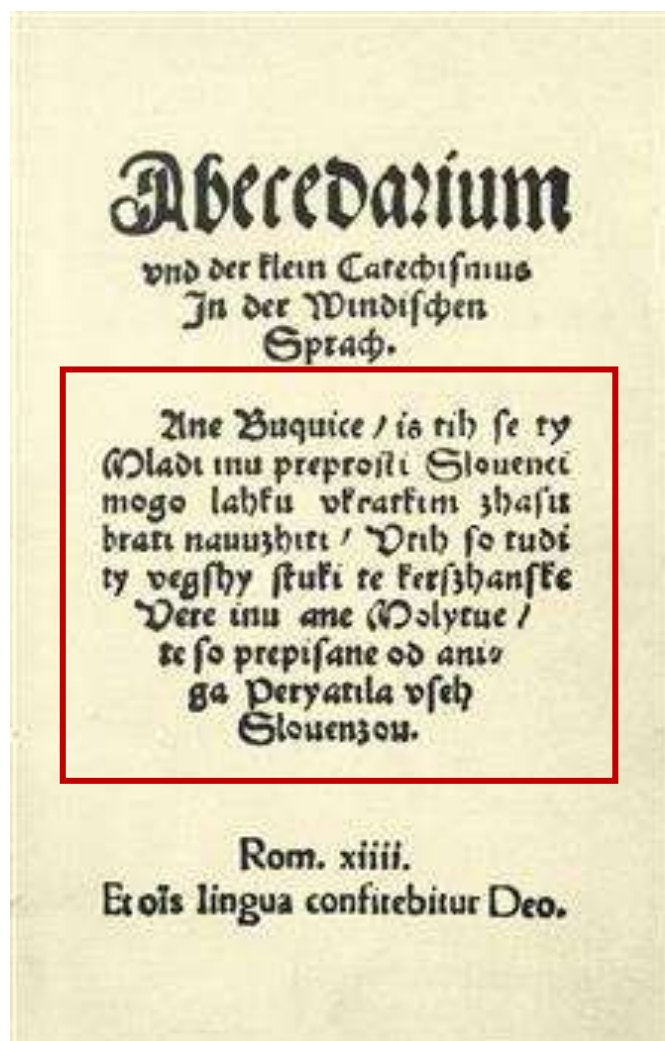 Abecedarium
vnd der klein Catechismus
In der Windischen
Sprach.
Ane Buquice / is tih se ty
Mladi inu preprosti Slouenci
mogo lahku vkratkim zhasu
brati nauuzhiti / Vtih so tudi
ty vegshy stuki te kerszhanske
Vere inu ane Molytue /
te so prepisane od ani⸗
ga Peryatila vseh
Slouenzou.
Rom. xiiii.
Et oīs lingua confitebitur Deo.